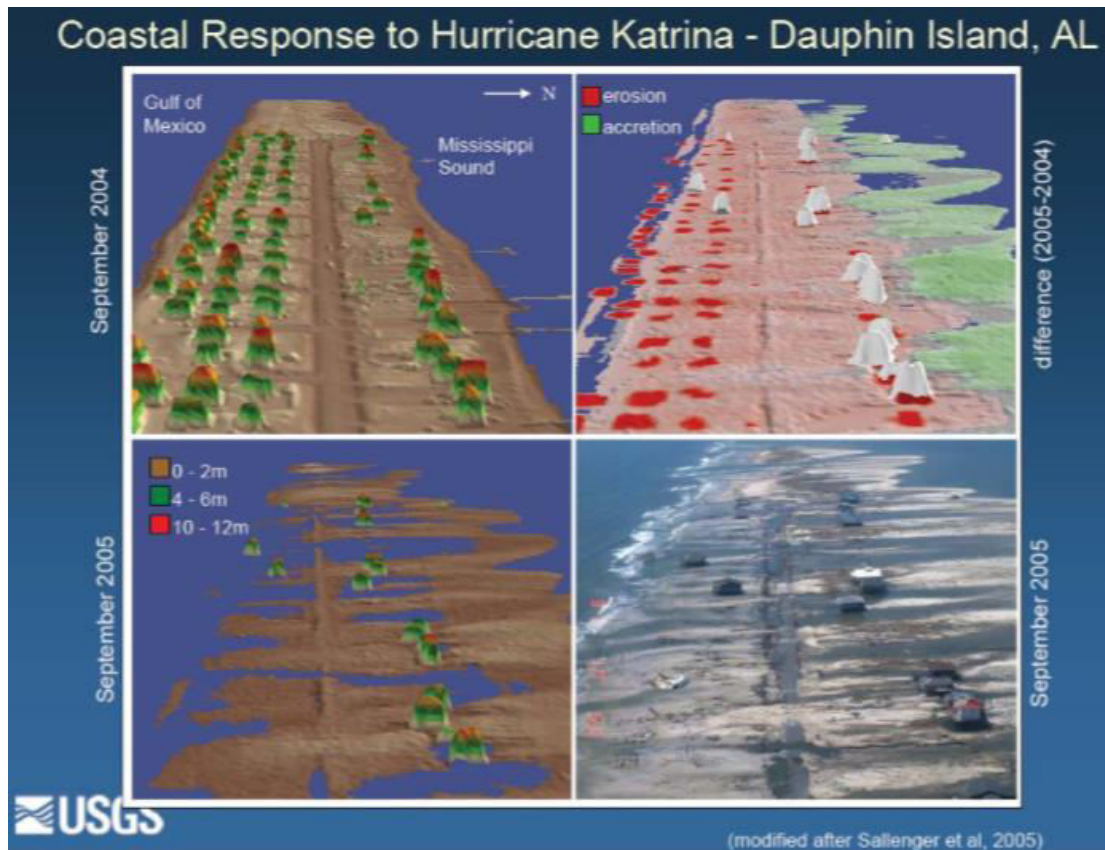 Coastal Response to Hurricane Katrina - Dauphin Island, AL
September 2004
Gulf of
Mexico
N
Mississippi
Sound
erosion
accretion
difference (2005-2004)
September 2005
0 - 2m
4 - 6m
10 - 12m
September 2005
USGS
(modified after Sallenger et al, 2005)